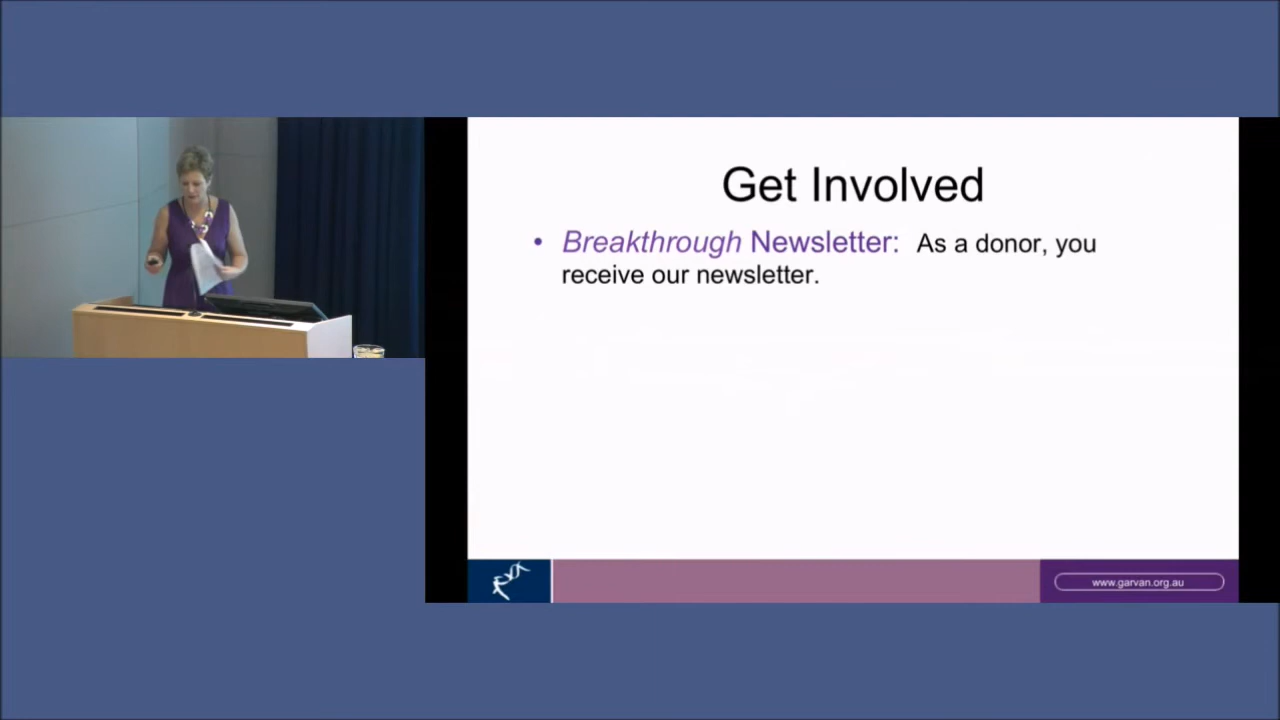 Get Involved
• Breakthrough Newsletter: As a donor, you
receive our newsletter.
www.garvan.org.au